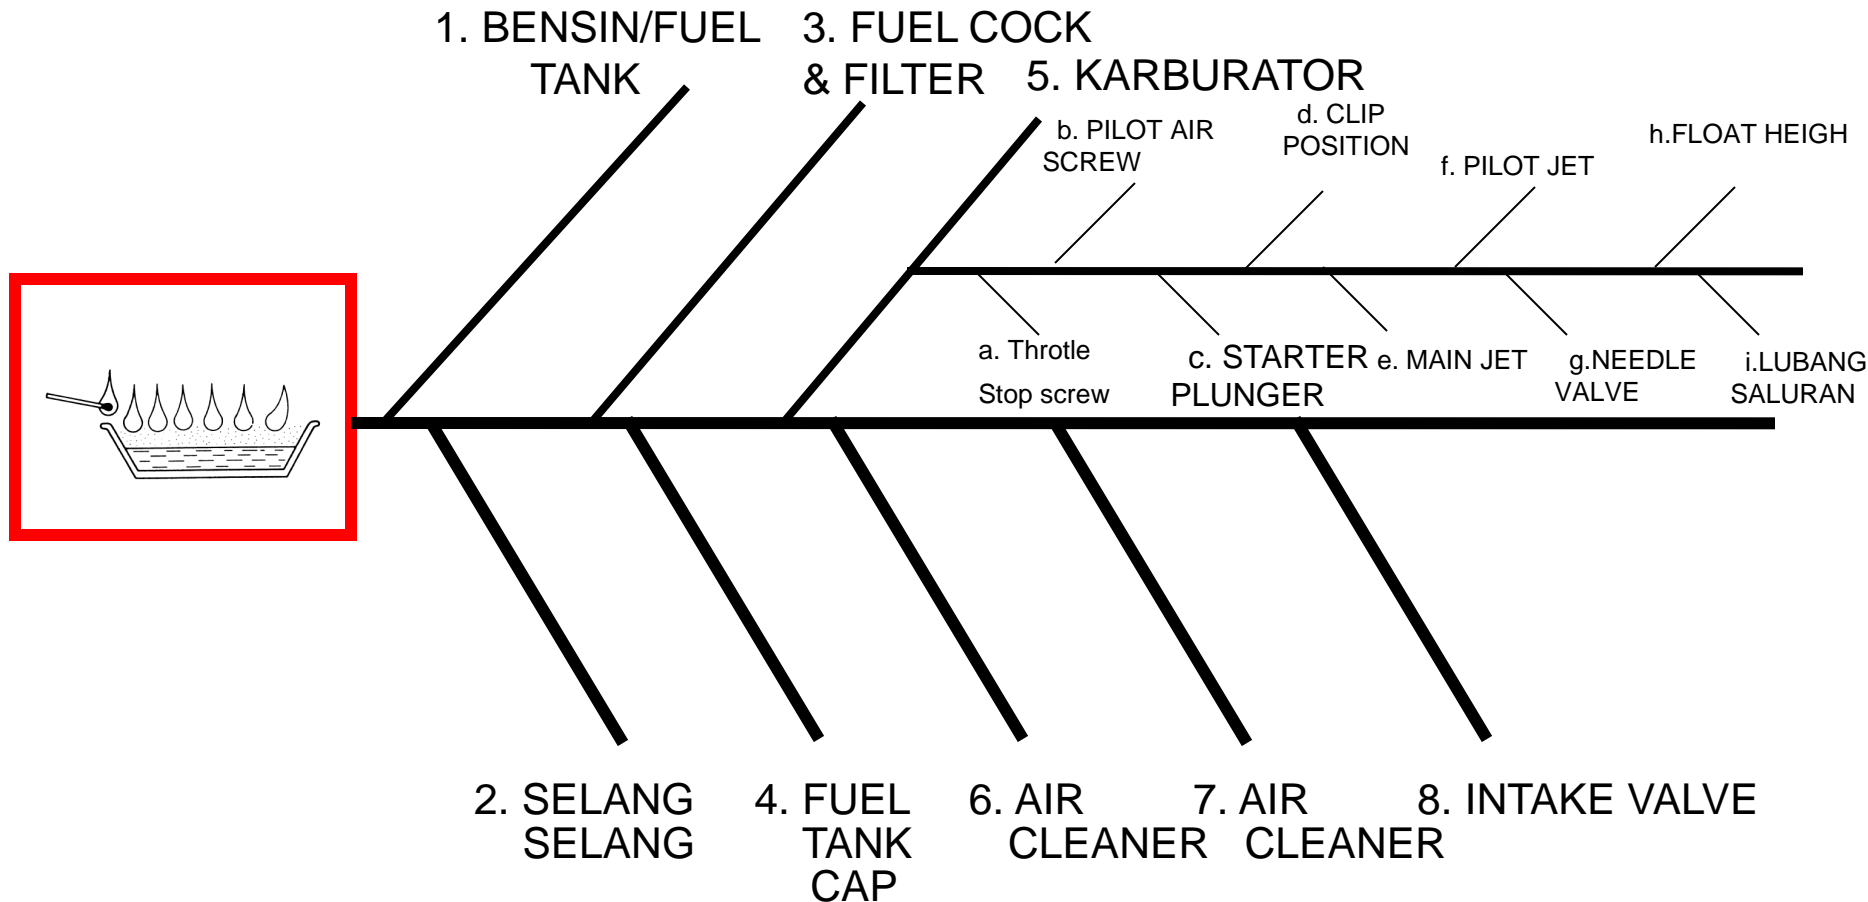 1. BENSIN/FUEL
TANK
3. FUEL COCK
& FILTER
5. KARBURATOR
b. PILOT AIR
SCREW
d. CLIP
POSITION
f. PILOT JET
h.FLOAT HEIGH
a. Throtle
Stop screw
c. STARTER
PLUNGER
e. MAIN JET
g.NEEDLE
VALVE
i.LUBANG
SALURAN
2. SELANG
SELANG
4. FUEL
TANK
CAP
6. AIR
CLEANER
7. AIR
CLEANER
8. INTAKE VALVE